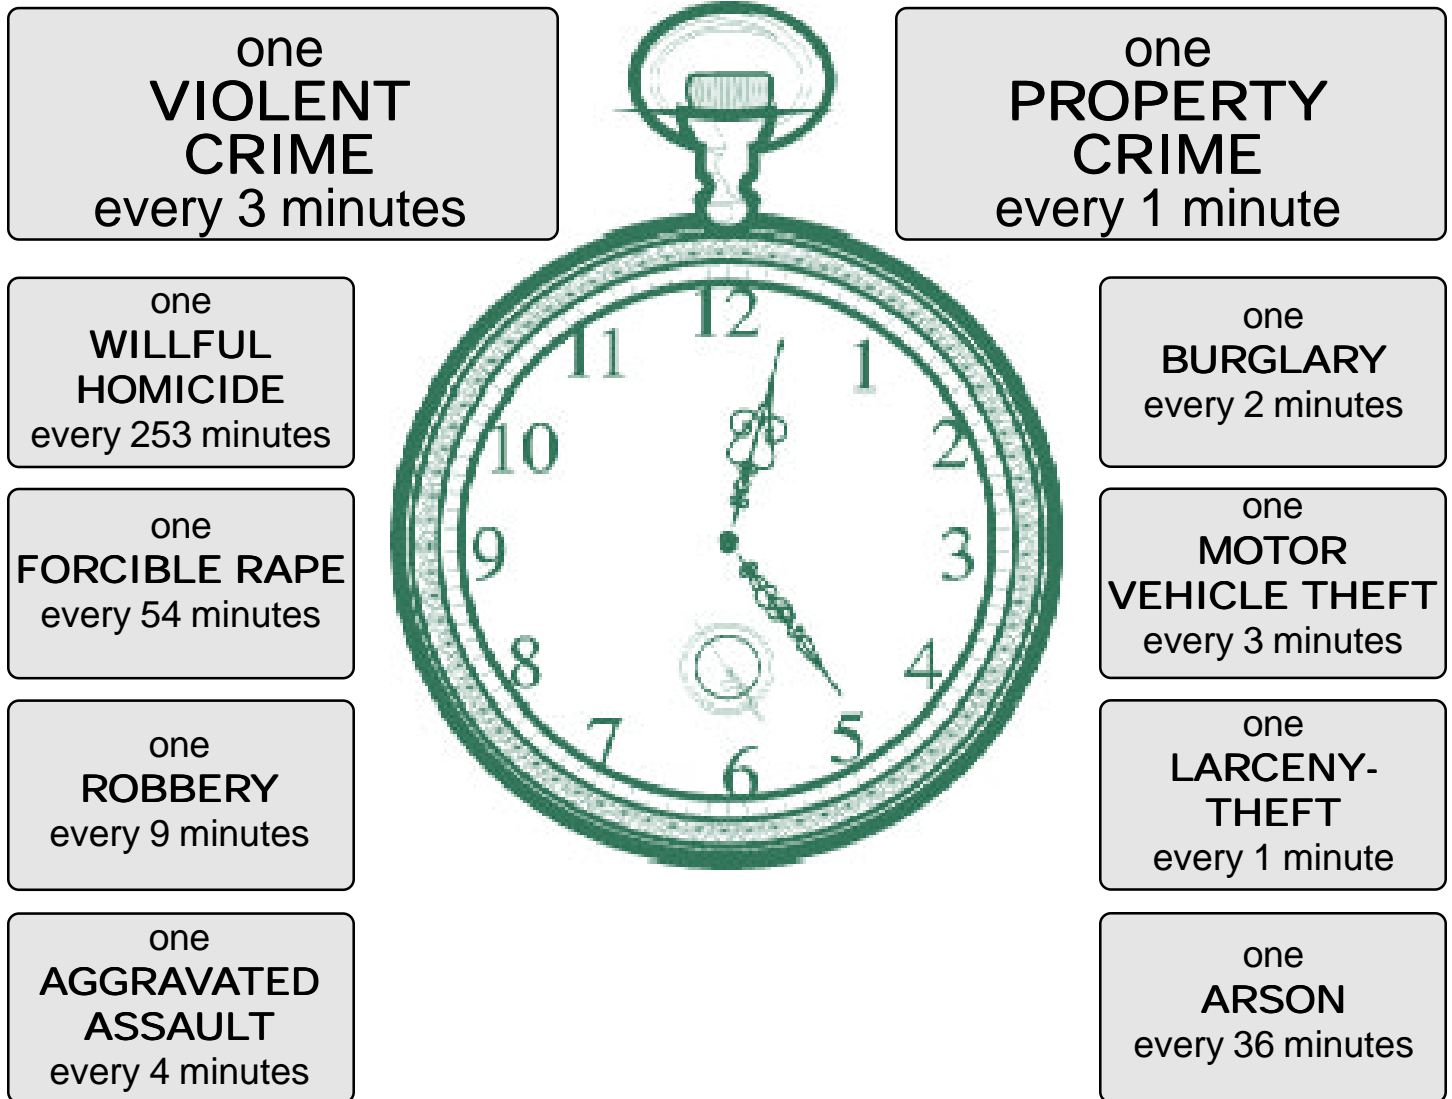 one
VIOLENT
CRIME
every 3 minutes
one
PROPERTY
CRIME
every 1 minute
one
WILLFUL
HOMICIDE
every 253 minutes
one
FORCIBLE RAPE
every 54 minutes
one
ROBBERY
every 9 minutes
one
AGGRAVATED
ASSAULT
every 4 minutes
12
1
2
3
4
5
6
7
8
9
10
11
one
BURGLARY
every 2 minutes
one
MOTOR
VEHICLE THEFT
every 3 minutes
one
LARCENY-
THEFT
every 1 minute
one
ARSON
every 36 minutes